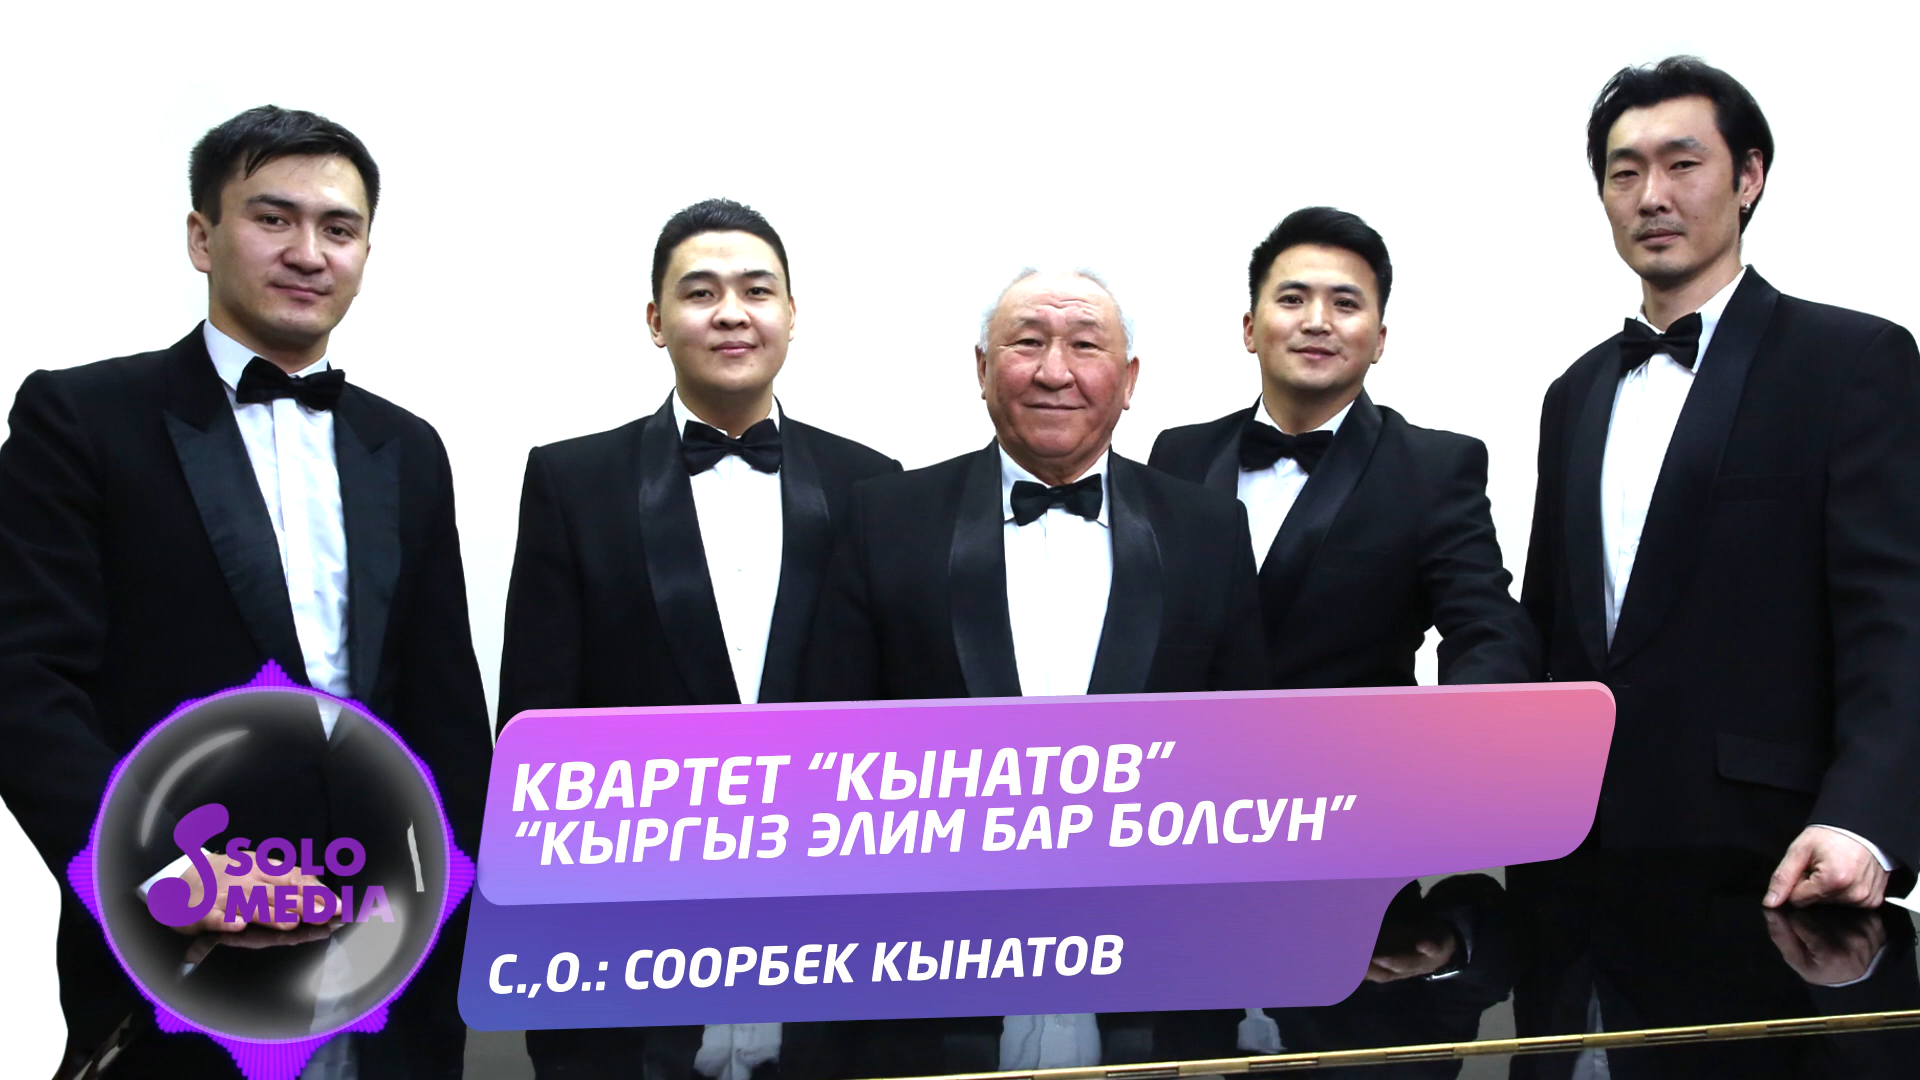 КВАРТЕТ “КЫНАТОВ”
“КЫРГЫЗ ЭЛИМ БАР БОЛСУН”
С.,О.: СООРБЕК КЫНАТОВ
SOLO
MEDIA